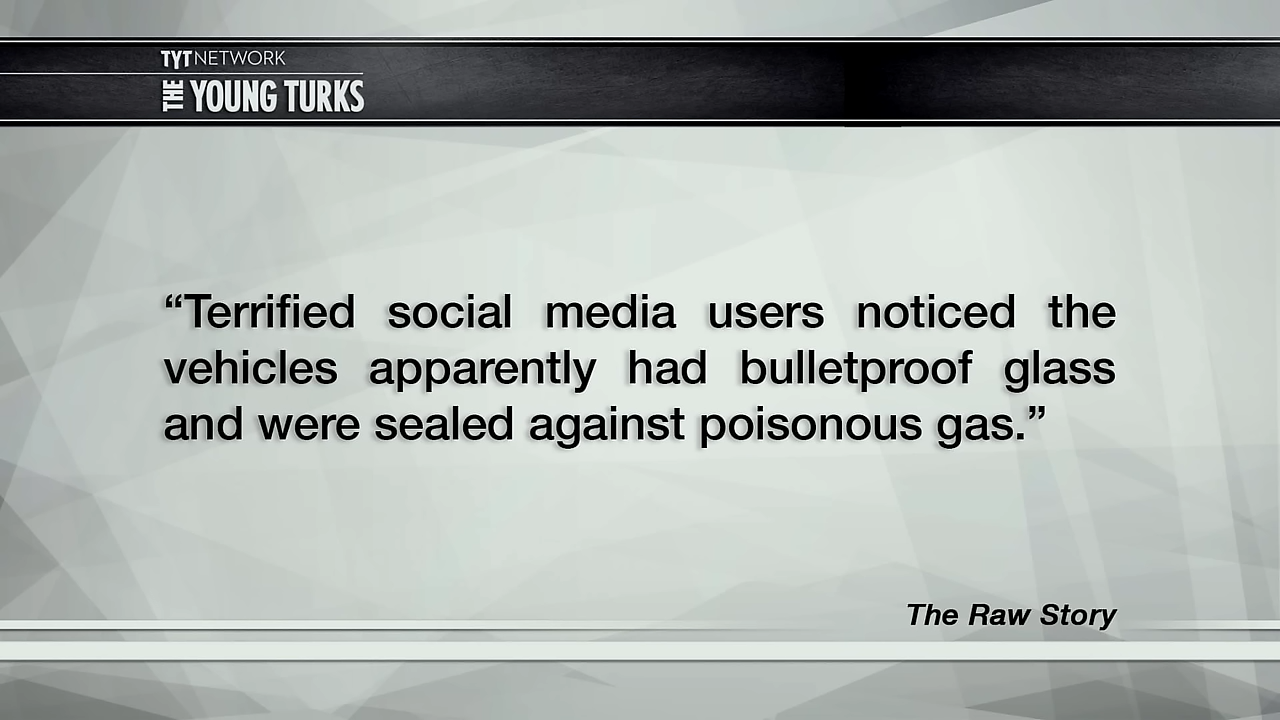 TYT NETWORK
THE YOUNG TURKS
“Terrified social media users noticed the
vehicles apparently had bulletproof glass
and were sealed against poisonous gas.”
The Raw Story